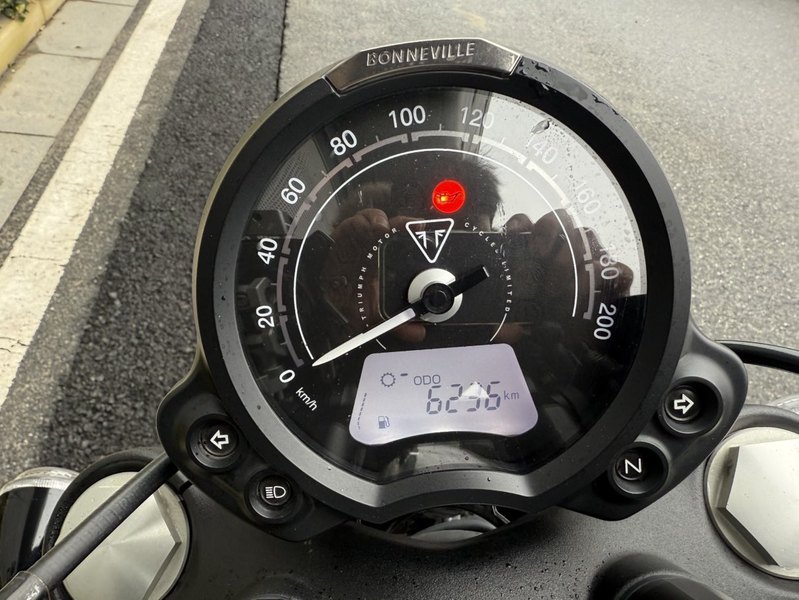 BONNEVILLE
0
20
40
60
80
100
120
140
160
180
200
km/h
TRIUMPH MOTOR CYCLES LIMITED
ODO
6296 km
N